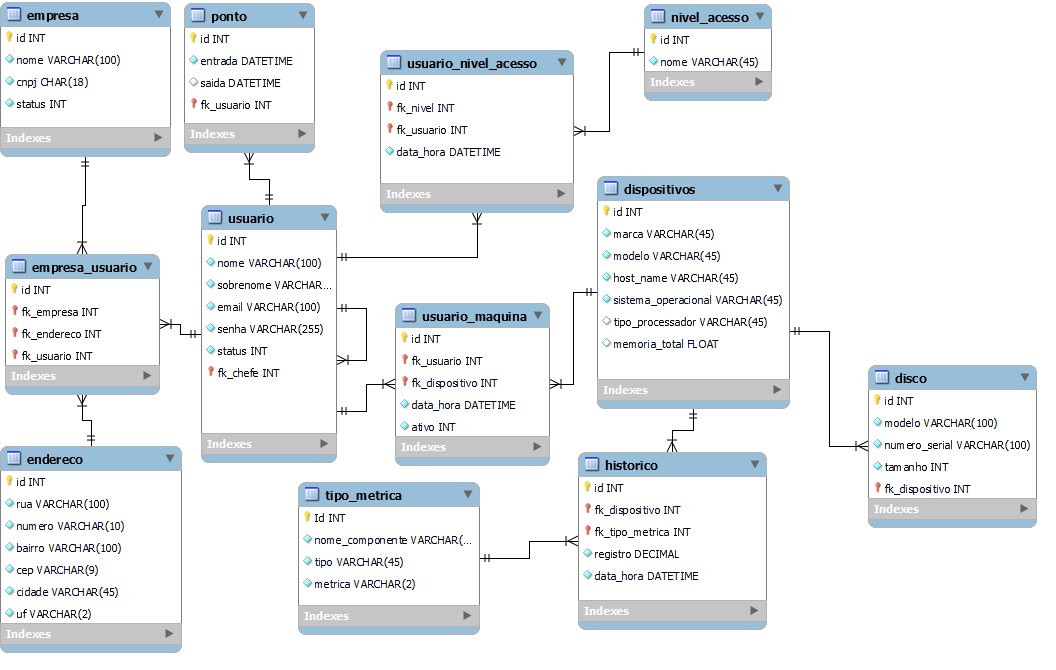 empresa
id INT
nome VARCHAR(100)
cnpj CHAR(18)
status INT
Indexes
ponto
id INT
entrada DATETIME
saida DATETIME
fk_usuario INT
Indexes
usuario_nivel_acesso
id INT
fk_nivel INT
fk_usuario INT
data_hora DATETIME
Indexes
nivel_acesso
id INT
nome VARCHAR(45)
Indexes
empresa_usuario
id INT
fk_empresa INT
fk_endereco INT
fk_usuario INT
Indexes
usuario
id INT
nome VARCHAR(100)
sobrenome VARCHAR...
email VARCHAR(100)
senha VARCHAR(255)
status INT
fk_chefe INT
Indexes
usuario_maquina
id INT
fk_usuario INT
fk_dispositivo INT
data_hora DATETIME
ativo INT
Indexes
dispositivos
id INT
marca VARCHAR(45)
modelo VARCHAR(45)
host_name VARCHAR(45)
sistema_operacional VARCHAR(45)
tipo_processador VARCHAR(45)
memoria_total FLOAT
Indexes
disco
id INT
modelo VARCHAR(100)
numero_serial VARCHAR(100)
tamanho INT
fk_dispositivo INT
Indexes
endereco
id INT
rua VARCHAR(100)
numero VARCHAR(10)
bairro VARCHAR(100)
cep VARCHAR(9)
cidade VARCHAR(45)
uf VARCHAR(2)
Indexes
tipo_metrica
Id INT
nome_componente VARCHAR(...
tipo VARCHAR(45)
metrica VARCHAR(2)
Indexes
historico
id INT
fk_dispositivo INT
fk_tipo_metrica INT
registro DECIMAL
data_hora DATETIME
Indexes